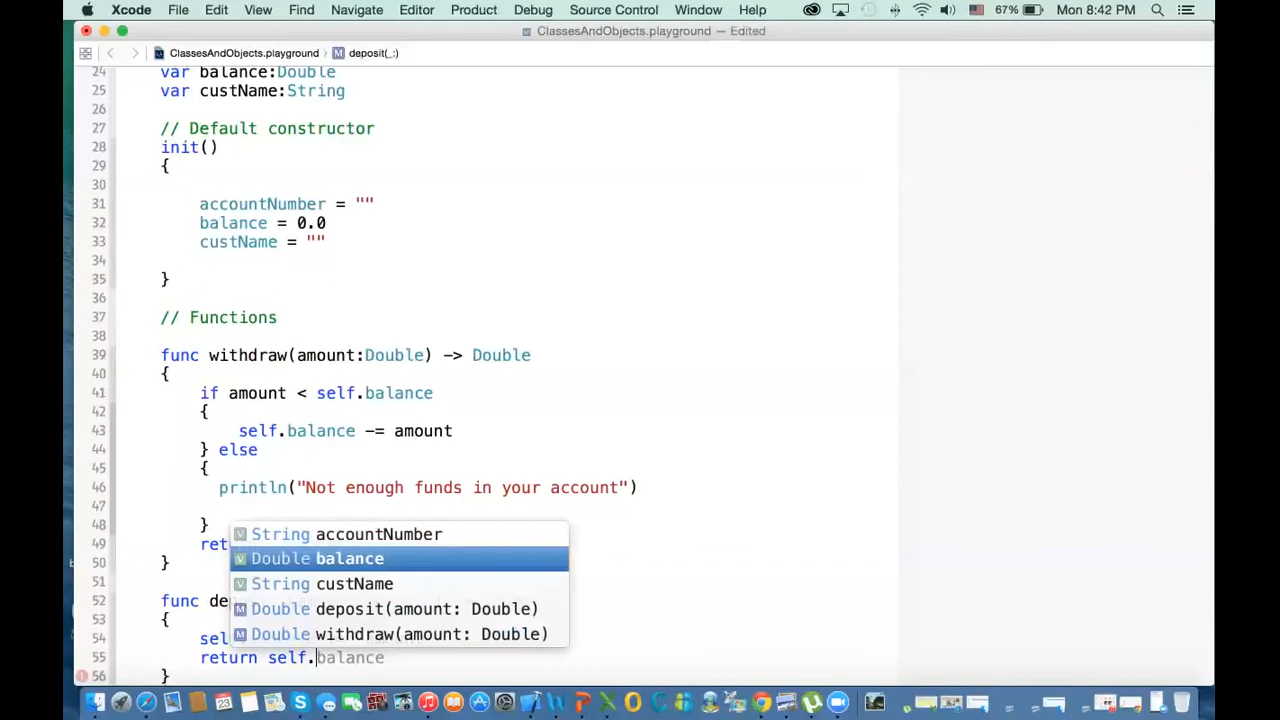 Xcode File Edit View Find Navigate Editor Product Debug Source Control Window Help 67% Mon 8:42 PM
ClassesAndObjects.playground — Edited
ClassesAndObjects.playground M deposit(_:)
24 var balance:Double
25 var custName:String
26
27 // Default constructor
28 init()
29 {
30
31 accountNumber = ""
32 balance = 0.0
33 custName = ""
34
35 }
36
37 // Functions
38
39 func withdraw(amount:Double) -> Double
40 {
41 if amount < self.balance
42 {
43 self.balance -= amount
44 } else
45 {
46 println("Not enough funds in your account")
47
48 }
V String accountNumber
49 ret
V Double balance
50 }
51
V String custName
52 func de
M Double deposit(amount: Double)
53 {
M Double withdraw(amount: Double)
54 sel
55 return self.balance
56 }